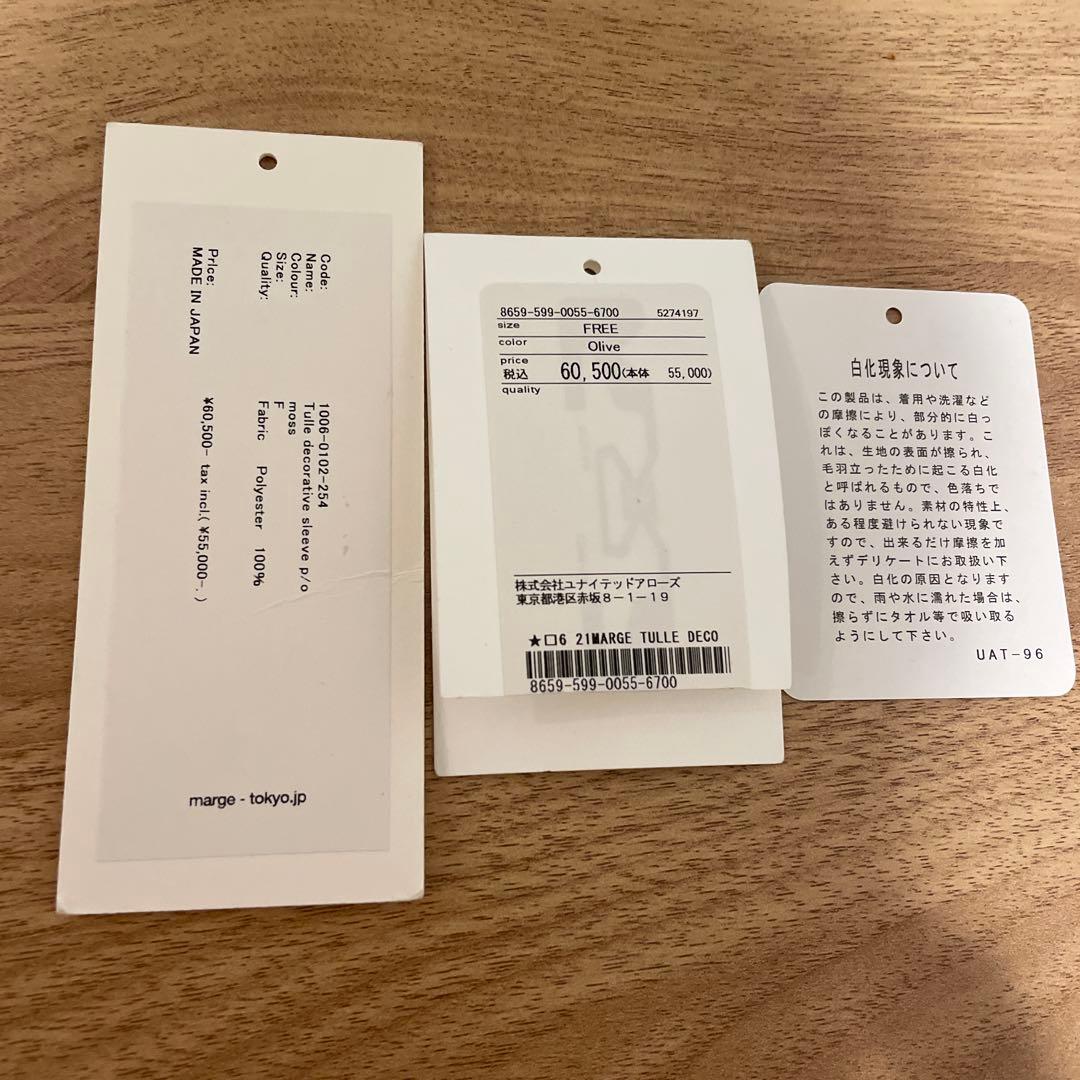 Code: 1006-0102-254
Name: Tulle decorative sleeve p/o
Colour: moss
Size: F
Quality: Fabric Polyester 100%
Price: ¥60,500- tax incl.( ¥55,000-. )
MADE IN JAPAN
marge - tokyo.jp
8659-599-0055-6700 5274197
size FREE
color Olive
price
税込 60,500(本体 55,000)
quality
株式会社ユナイテッドアローズ
東京都港区赤坂8-1-19
★□6 21MARGE TULLE DECO
8659-599-0055-6700
白化現象について
この製品は、着用や洗濯など
の摩擦により、部分的に白っ
ぽくなることがあります。こ
れは、生地の表面が擦られ、
毛羽立ったために起こる白化
と呼ばれるもので、色落ちで
はありません。素材の特性上、
ある程度避けられない現象で
すので、出来るだけ摩擦を加
えずデリケートにお取扱い下
さい。白化の原因となります
ので、雨や水に濡れた場合は、
擦らずにタオル等で吸い取る
ようにして下さい。
UAT-96